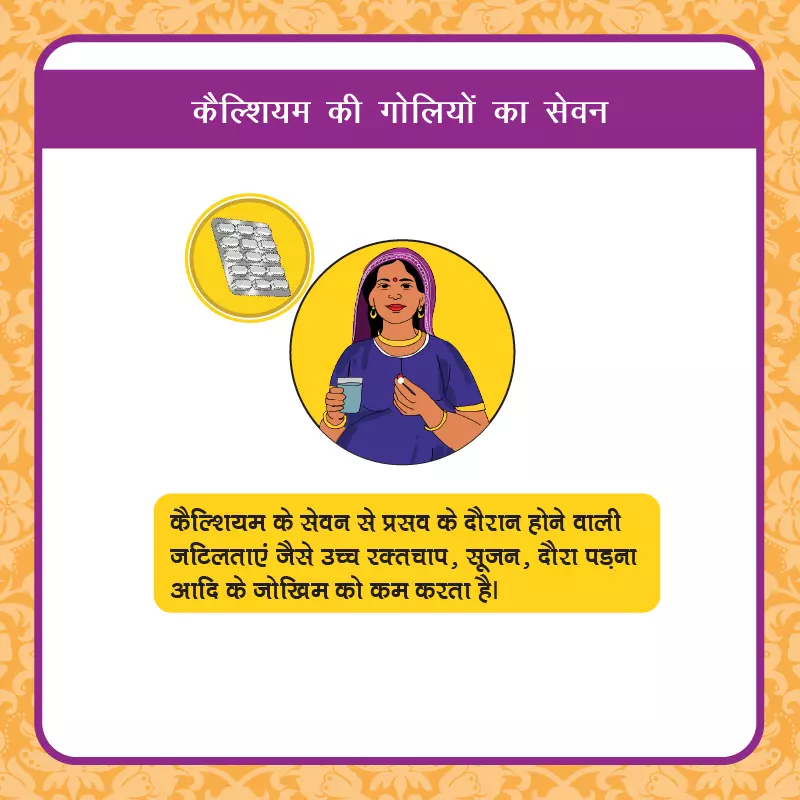 कैल्शियम की गोलियों का सेवन
कैल्शियम के सेवन से प्रसव के दौरान होने वाली
जटिलताएं जैसे उच्च रक्तचाप, सूजन, दौरा पड़ना
आदि के जोखिम को कम करता है।